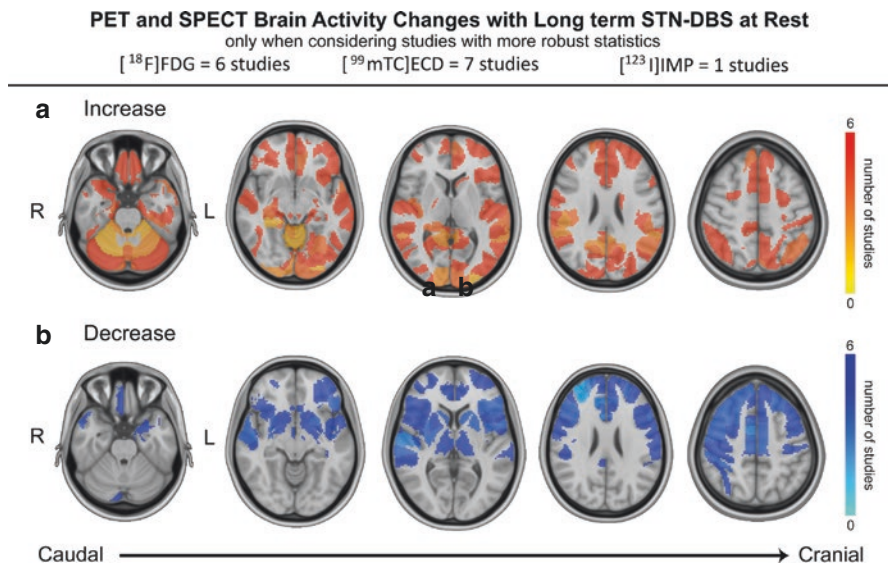 PET and SPECT Brain Activity Changes with Long term STN-DBS at Rest
only when considering studies with more robust statistics
[¹⁸F]FDG = 6 studies [⁹⁹mTC]ECD = 7 studies [¹²³I]IMP = 1 studies
a Increase
R L
6
number of studies
0
a b
b Decrease
R L
6
number of studies
0
Caudal Cranial